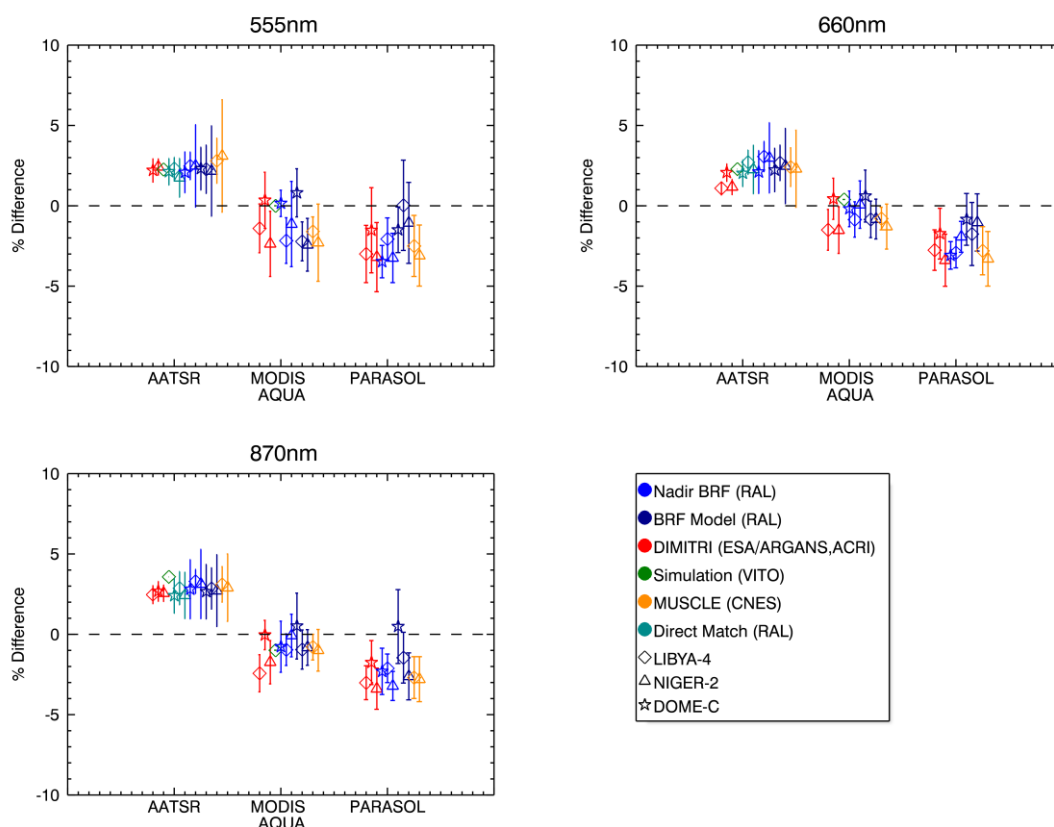 555nm
10
5
0
-5
-10
% Difference
AATSR
MODIS
AQUA
PARASOL
660nm
10
5
0
-5
-10
% Difference
AATSR
MODIS
AQUA
PARASOL
870nm
10
5
0
-5
-10
% Difference
AATSR
MODIS
AQUA
PARASOL
Nadir BRF (RAL)
BRF Model (RAL)
DIMITRI (ESA/ARGANS,ACRI)
Simulation (VITO)
MUSCLE (CNES)
Direct Match (RAL)
LIBYA-4
NIGER-2
DOME-C